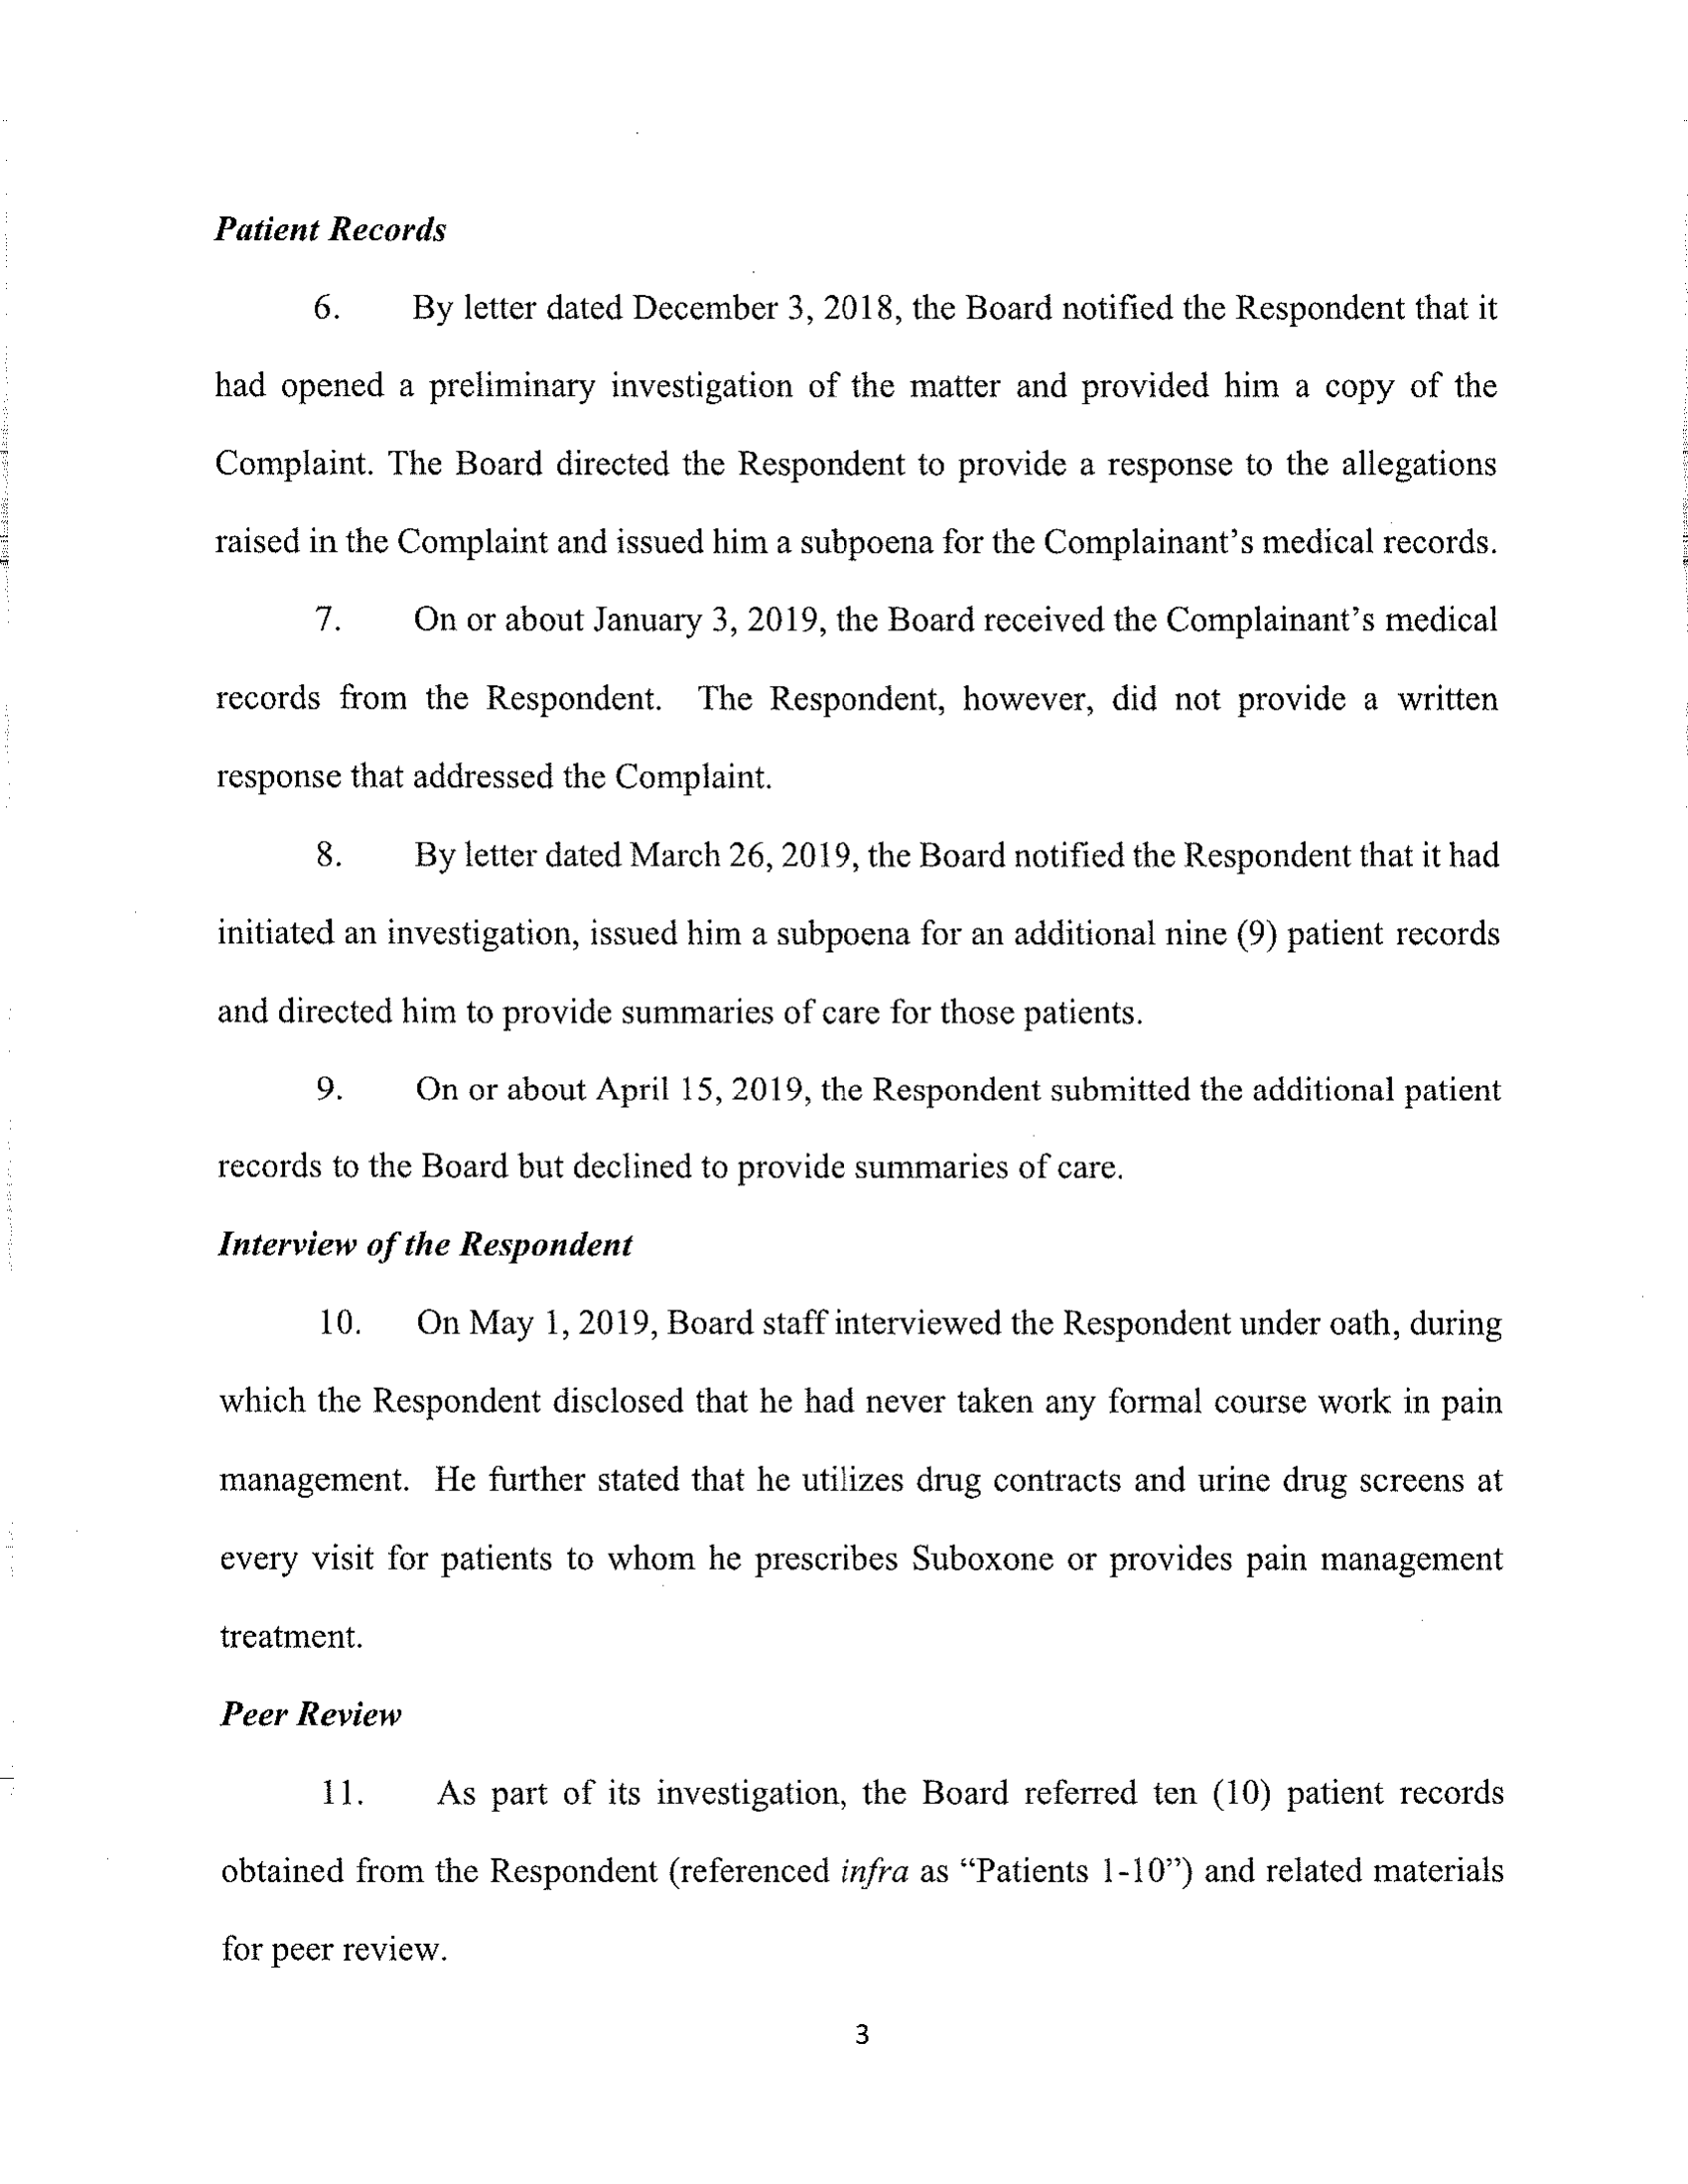 Patient Records
6. By letter dated December 3, 2018, the Board notified the Respondent that it
had opened a preliminary investigation of the matter and provided him a copy of the
Complaint. The Board directed the Respondent to provide a response to the allegations
raised in the Complaint and issued him a subpoena for the Complainant's medical records.
7. On or about January 3, 2019, the Board received the Complainant's medical
records from the Respondent. The Respondent, however, did not provide a written
response that addressed the Complaint.
8. By letter dated March 26, 2019, the Board notified the Respondent that it had
initiated an investigation, issued him a subpoena for an additional nine (9) patient records
and directed him to provide summaries of care for those patients.
9. On or about April 15, 2019, the Respondent submitted the additional patient
records to the Board but declined to provide summaries of care.
Interview of the Respondent
10. On May 1, 2019, Board staff interviewed the Respondent under oath, during
which the Respondent disclosed that he had never taken any formal course work in pain
management. He further stated that he utilizes drug contracts and urine drug screens at
every visit for patients to whom he prescribes Suboxone or provides pain management
treatment.
Peer Review
11. As part of its investigation, the Board referred ten (10) patient records
obtained from the Respondent (referenced infra as “Patients 1-10”) and related materials
for peer review.
3